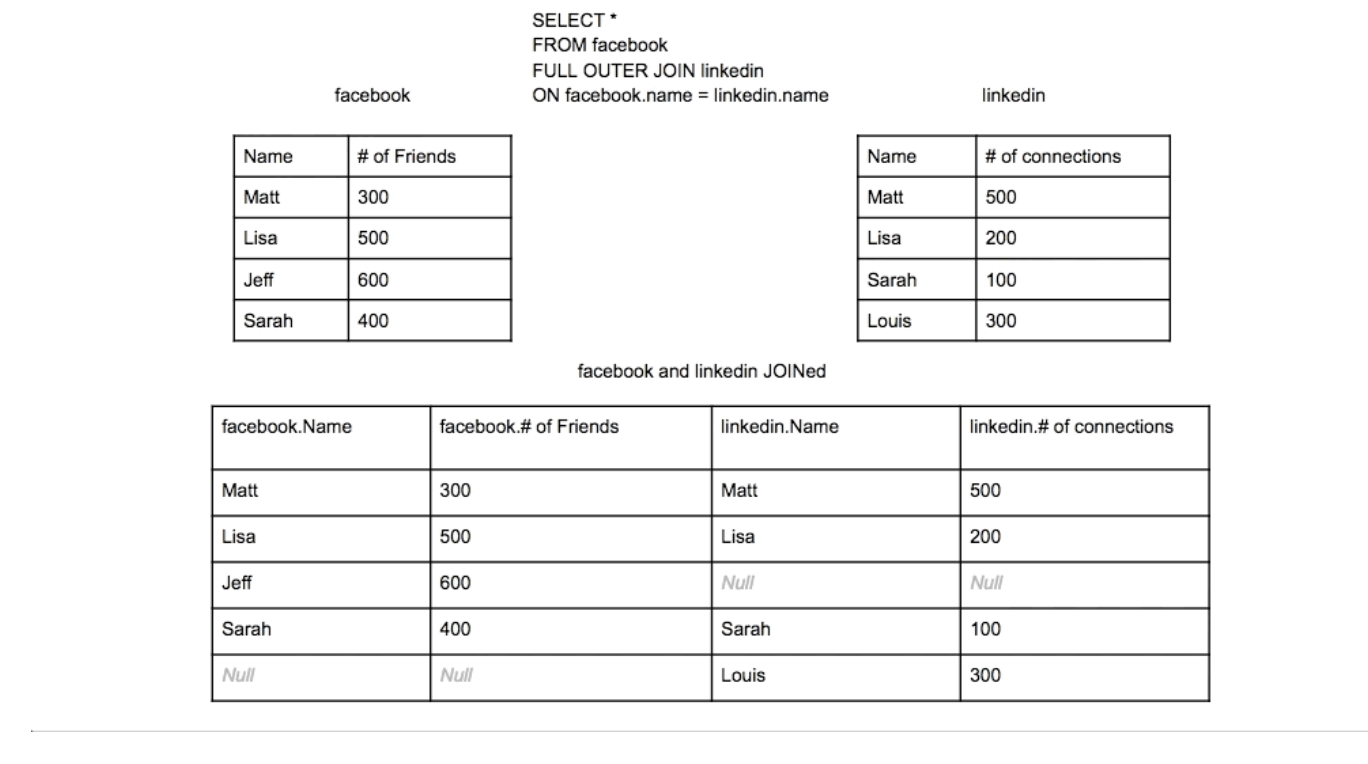 SELECT *
FROM facebook
FULL OUTER JOIN linkedin
ON facebook.name = linkedin.name
facebook
linkedin
Name # of Friends
Matt 300
Lisa 500
Jeff 600
Sarah 400
Name # of connections
Matt 500
Lisa 200
Sarah 100
Louis 300
facebook and linkedin JOINed
facebook.Name facebook.# of Friends linkedin.Name linkedin.# of connections
Matt 300 Matt 500
Lisa 500 Lisa 200
Jeff 600 Null Null
Sarah 400 Sarah 100
Null Null Louis 300